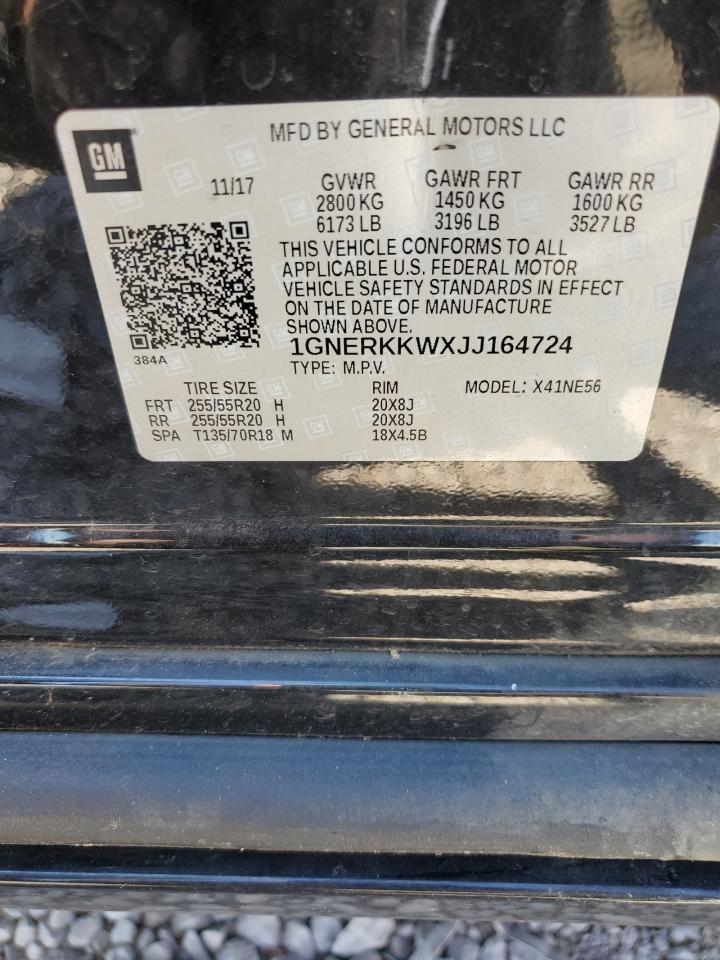 GM
MFD BY GENERAL MOTORS LLC
11/17
GVWR GAWR FRT GAWR RR
2800 KG 1450 KG 1600 KG
6173 LB 3196 LB 3527 LB
THIS VEHICLE CONFORMS TO ALL
APPLICABLE U.S. FEDERAL MOTOR
VEHICLE SAFETY STANDARDS IN EFFECT
ON THE DATE OF MANUFACTURE
SHOWN ABOVE.
384A
1GNERKKWXJJ164724
TYPE: M.P.V.
TIRE SIZE RIM MODEL: X41NE56
FRT 255/55R20 H 20X8J
RR 255/55R20 H 20X8J
SPA T135/70R18 M 18X4.5B